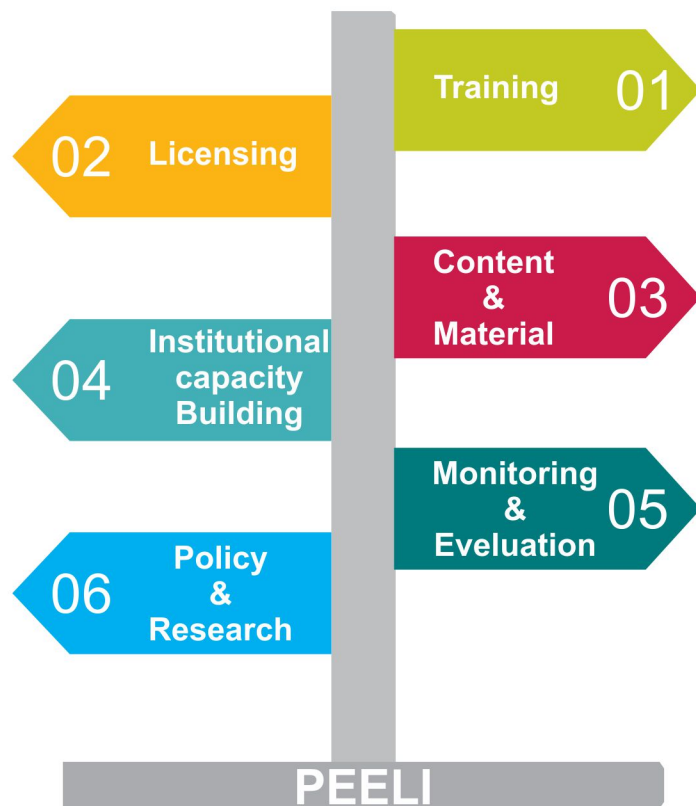 Training 01
02 Licensing
Content
&
Material
03
04
Institutional
capacity
Building
Monitoring
&
Eveluation
05
06
Policy
&
Research
PEELI